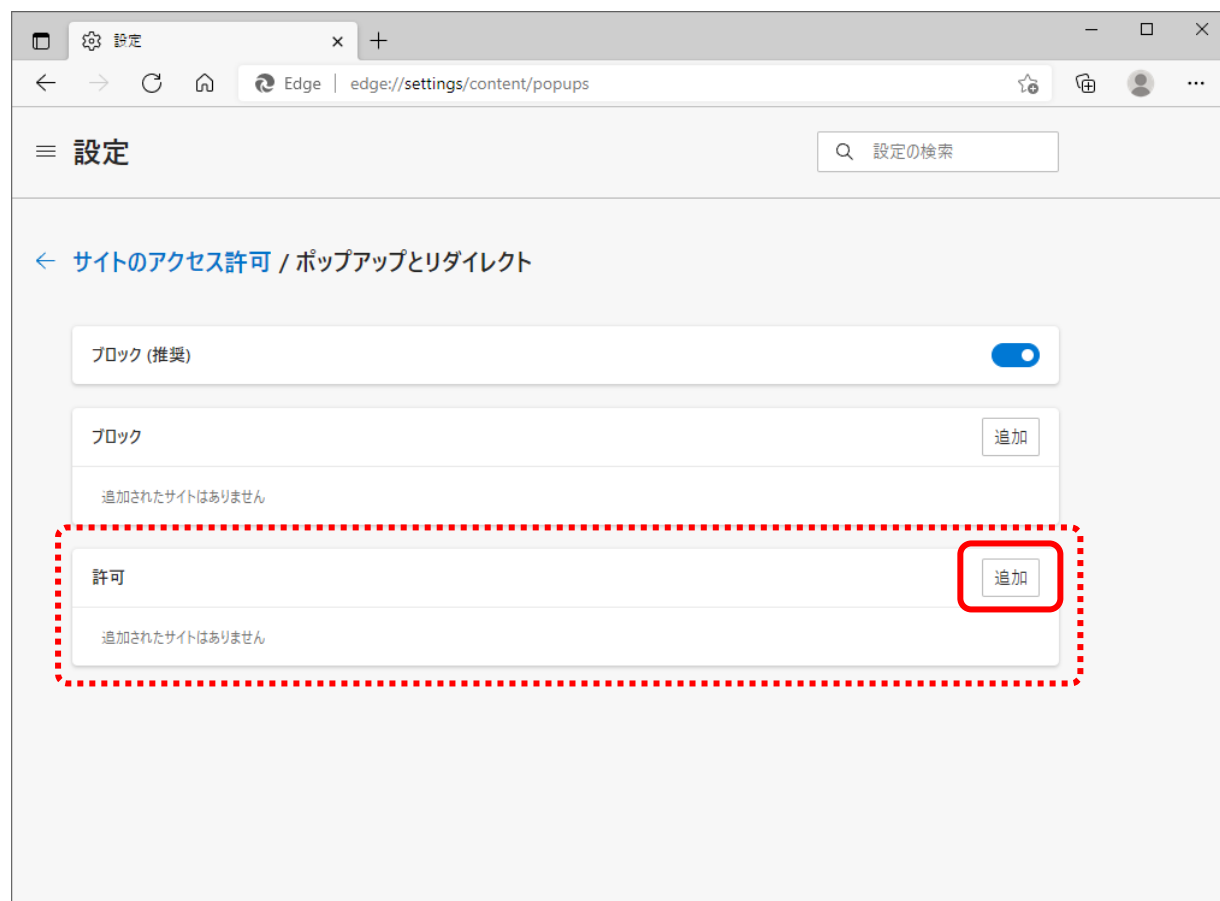 設定
Edge | edge://settings/content/popups
設定
設定の検索
サイトのアクセス許可 / ポップアップとリダイレクト
ブロック (推奨)
ブロック
追加
追加されたサイトはありません
許可
追加
追加されたサイトはありません